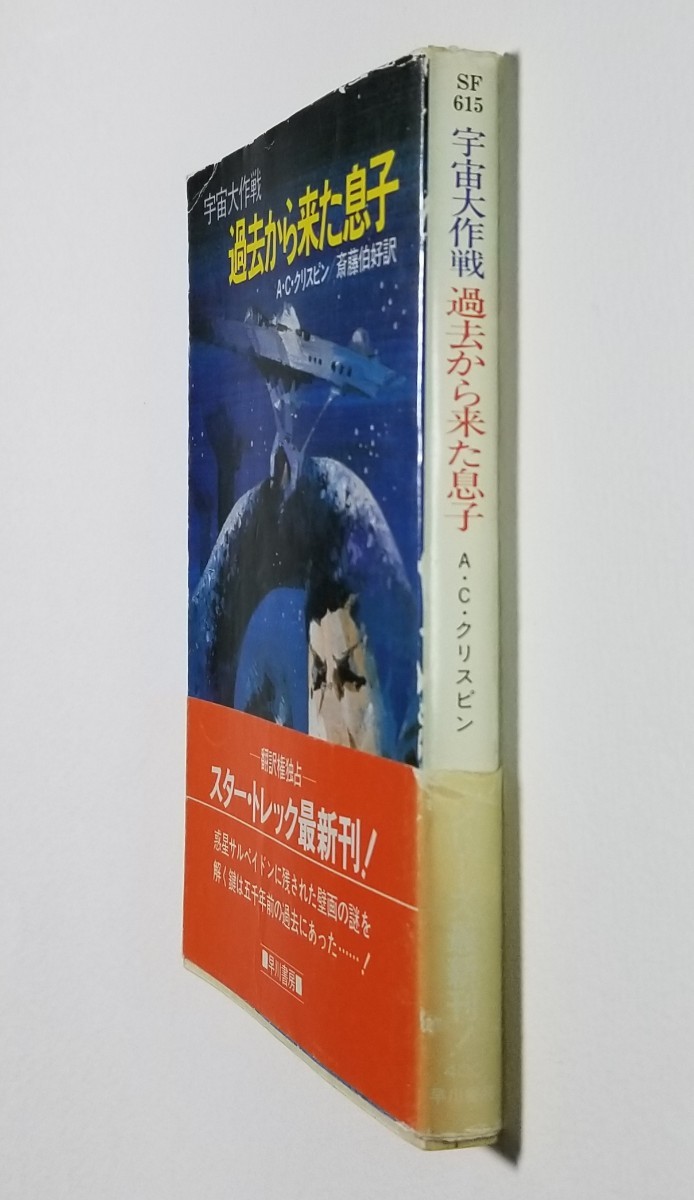 宇宙大作戦
過去から来た息子
A・C・クリスピン/斎藤伯好訳
―翻訳権独占―
スター・トレック最新刊!
惑星サルペイドンに残された壁画の謎を
解く鍵は五千年前の過去にあった……!
■早川書房■
SF
615
宇宙大作戦 過去から来た息子 A・C・クリスピン
刊!
早川